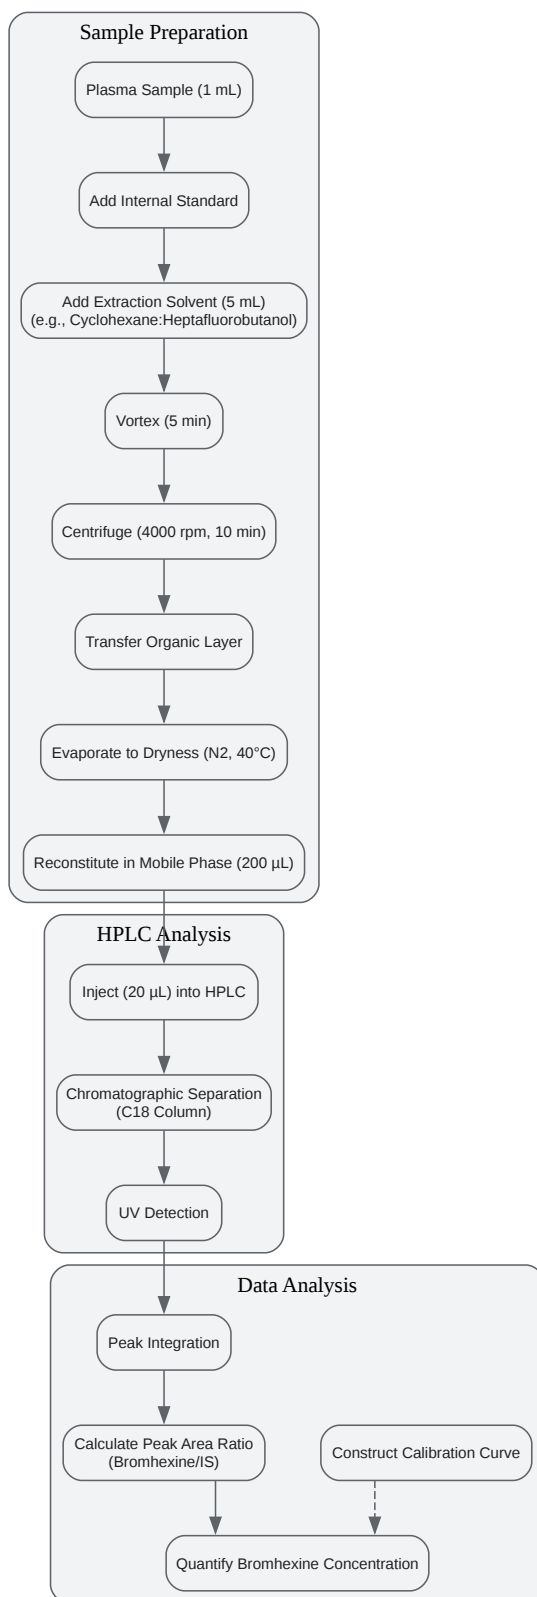 Sample Preparation
Plasma Sample (1 mL)
Add Internal Standard
Add Extraction Solvent (5 mL)
(e.g., Cyclohexane:Heptafluorobutanol)
Vortex (5 min)
Centrifuge (4000 rpm, 10 min)
Transfer Organic Layer
Evaporate to Dryness (N2, 40°C)
Reconstitute in Mobile Phase (200 µL)
HPLC Analysis
Inject (20 µL) into HPLC
Chromatographic Separation
(C18 Column)
UV Detection
Data Analysis
Peak Integration
Calculate Peak Area Ratio
(Bromhexine/IS)
Construct Calibration Curve
Quantify Bromhexine Concentration